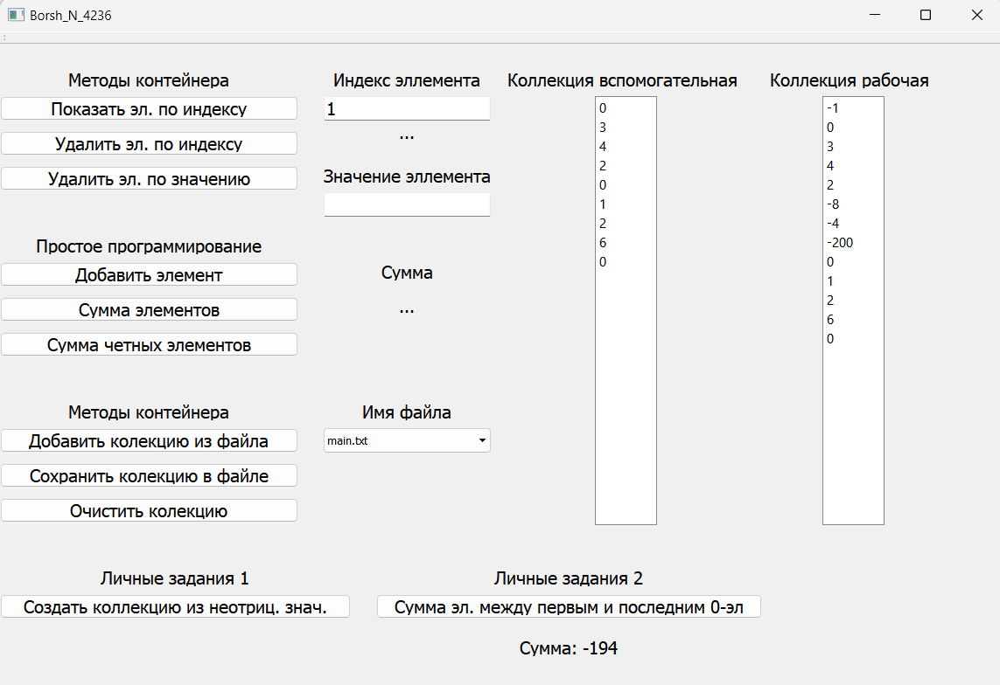 Borsh_N_4236
Методы контейнера
Показать эл. по индексу
Удалить эл. по индексу
Удалить эл. по значению
Индекс эллемента
1
...
Значение эллемента
Простое программирование
Добавить элемент
Сумма элементов
Сумма четных элементов
Сумма
...
Методы контейнера
Добавить колекцию из файла
Сохранить колекцию в файле
Очистить колекцию
Имя файла
main.txt
Коллекция вспомогательная
0
3
4
2
0
1
2
6
0
Коллекция рабочая
-1
0
3
4
2
-8
-4
-200
0
1
2
6
0
Личные задания 1
Создать коллекцию из неотриц. знач.
Личные задания 2
Сумма эл. между первым и последним 0-эл
Сумма: -194